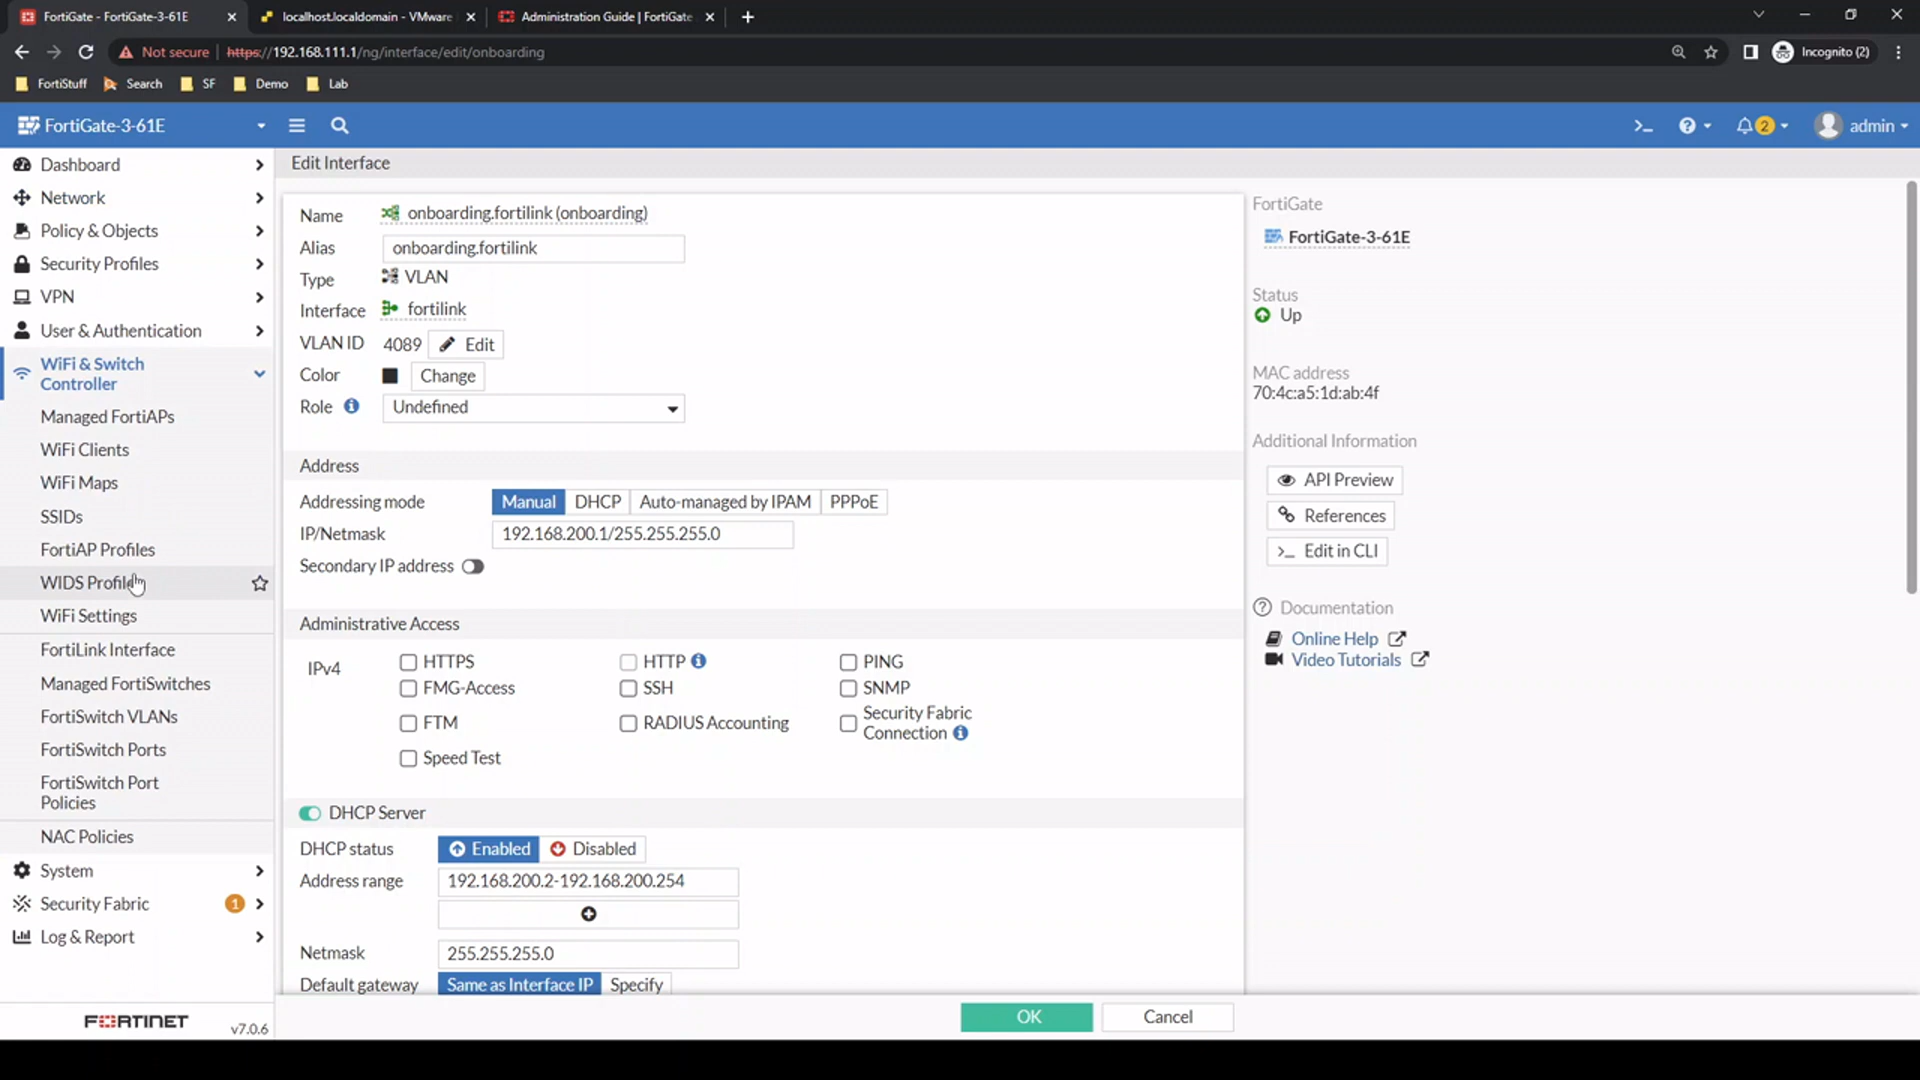 FortiGate - FortiGate-3-61E
localhost.localdomain - VMware
Administration Guide | FortiGate
Not secure
https://192.168.111.1/ng/interface/edit/onboarding
Incognito (2)
FortiStuff
Search
SF
Demo
Lab
FortiGate-3-61E
2
admin
Dashboard
Network
Policy & Objects
Security Profiles
VPN
User & Authentication
WiFi & Switch
Controller
Managed FortiAPs
WiFi Clients
WiFi Maps
SSIDs
FortiAP Profiles
WIDS Profiles
WiFi Settings
FortiLink Interface
Managed FortiSwitches
FortiSwitch VLANs
FortiSwitch Ports
FortiSwitch Port
Policies
NAC Policies
System
Security Fabric
1
Log & Report
FORTINET
v7.0.6
Edit Interface
Name
onboarding.fortilink (onboarding)
Alias
onboarding.fortilink
Type
VLAN
Interface
fortilink
VLAN ID
4089
Edit
Color
Change
Role
Undefined
Address
Addressing mode
Manual
DHCP
Auto-managed by IPAM
PPPoE
IP/Netmask
192.168.200.1/255.255.255.0
Secondary IP address
Administrative Access
IPv4
HTTPS
HTTP
PING
FMG-Access
SSH
SNMP
FTM
RADIUS Accounting
Security Fabric
Connection
Speed Test
DHCP Server
DHCP status
Enabled
Disabled
Address range
192.168.200.2-192.168.200.254
Netmask
255.255.255.0
Default gateway
Same as Interface IP
Specify
OK
Cancel
FortiGate
FortiGate-3-61E
Status
Up
MAC address
70:4c:a5:1d:ab:4f
Additional Information
API Preview
References
Edit in CLI
Documentation
Online Help
Video Tutorials